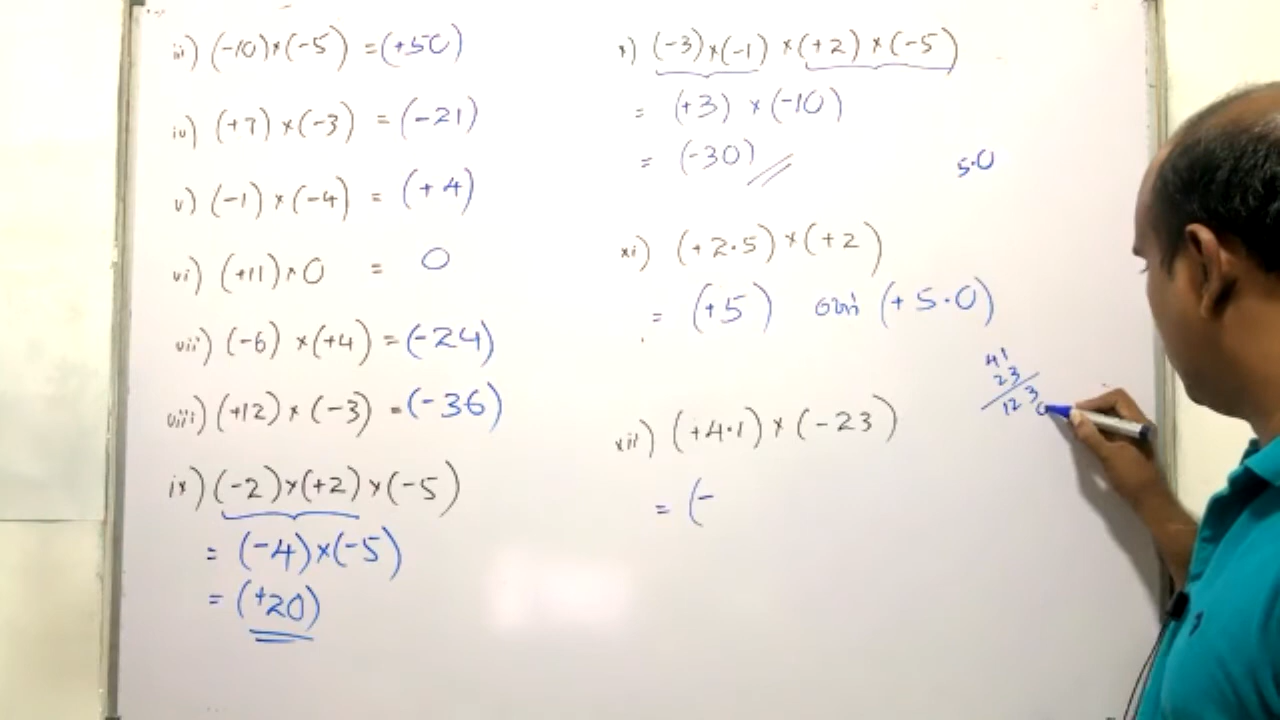 iii) (-10)×(-5) = (+50)
iv) (+7)×(-3) = (-21)
v) (-1)×(-4) = (+4)
vi) (+11)×0 = 0
vii) (-6)×(+4) = (-24)
viii) (+12)×(-3) = (-36)
ix) (-2)×(+2)×(-5)
= (-4)×(-5)
= (+20)
x) (-3)×(-1)×(+2)×(-5)
= (+3)×(-10)
= (-30)
5.0
xi) (+2.5)×(+2)
= (+5) හෝ (+5.0)
xii) (+4.1)×(-23)
= (-
41
23
123
0